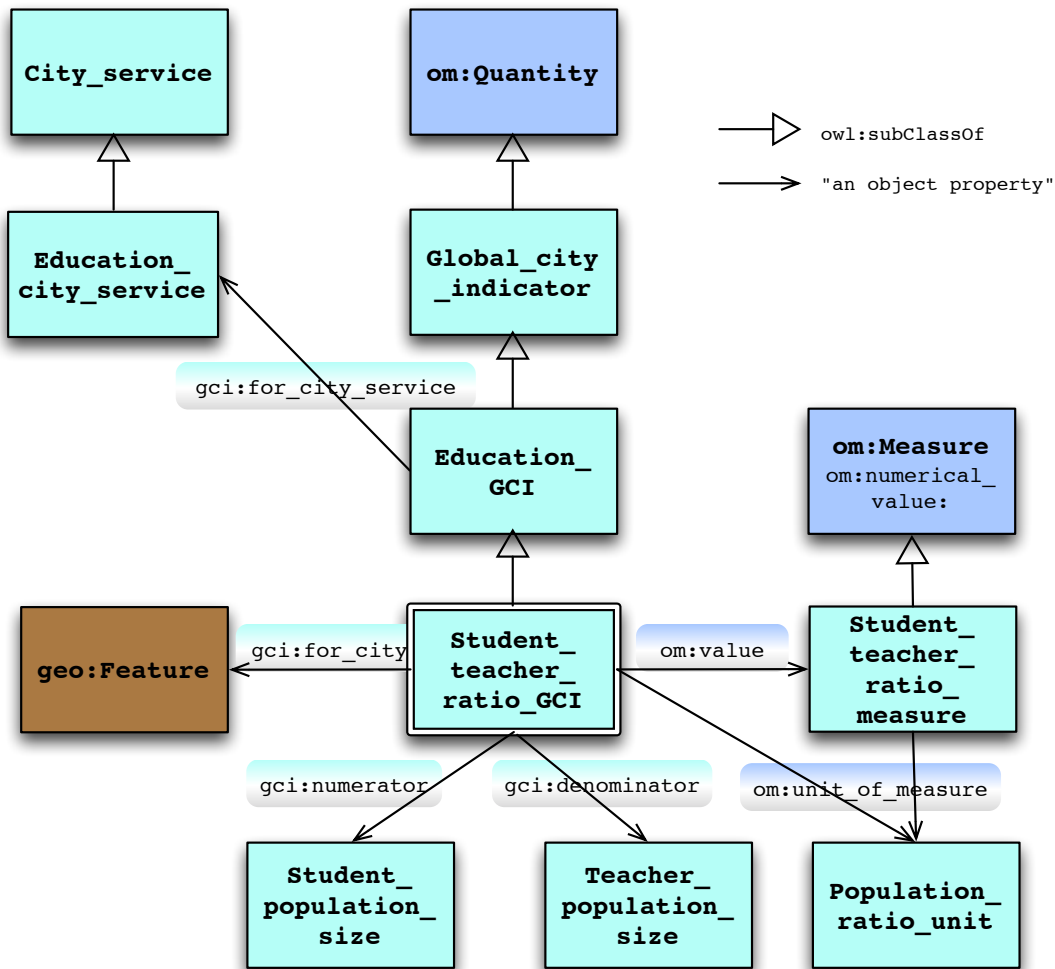 City_service
om:Quantity
owl:subClassOf
"an object property"
Education_
city_service
Global_city
_indicator
gci:for_city_service
Education_
GCI
om:Measure
om:numerical_
value:
geo:Feature
gci:for_city
Student_
teacher_
ratio_GCI
om:value
Student_
teacher_
ratio_
measure
gci:numerator
gci:denominator
om:unit_of_measure
Student_
population_
size
Teacher_
population_
size
Population_
ratio_unit